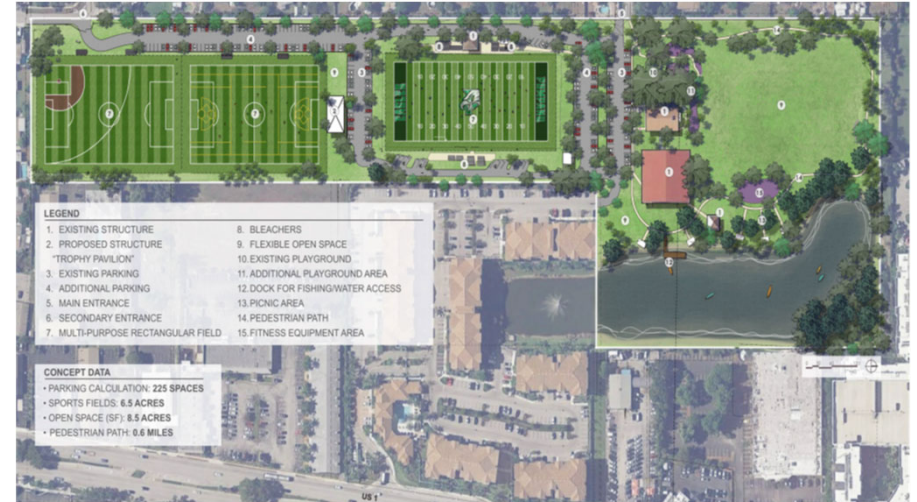 LEGEND
1. EXISTING STRUCTURE
2. PROPOSED STRUCTURE
"TROPHY PAVILION"
3. EXISTING PARKING
4. ADDITIONAL PARKING
5. MAIN ENTRANCE
6. SECONDARY ENTRANCE
7. MULTI-PURPOSE RECTANGULAR FIELD
8. BLEACHERS
9. FLEXIBLE OPEN SPACE
10. EXISTING PLAYGROUND
11. ADDITIONAL PLAYGROUND AREA
12. DOCK FOR FISHING/WATER ACCESS
13. PICNIC AREA
14. PEDESTRIAN PATH
15. FITNESS EQUIPMENT AREA
CONCEPT DATA
• PARKING CALCULATION: 225 SPACES
• SPORTS FIELDS: 6.5 ACRES
• OPEN SPACE (SF): 8.5 ACRES
• PEDESTRIAN PATH: 0.6 MILES
US 1